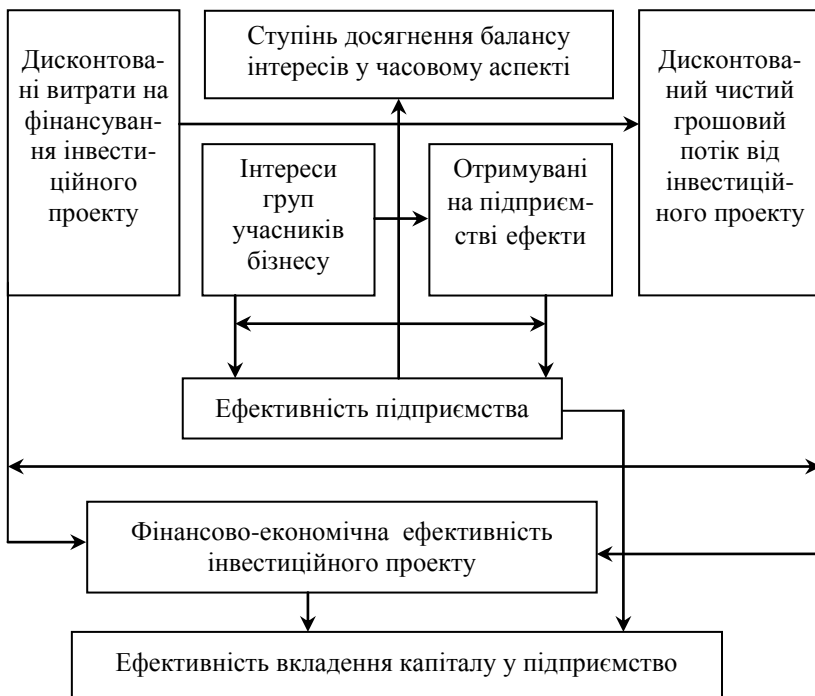 Дисконтова-
ні витрати на
фінансуван-
ня інвести-
ційного
проекту
Ступінь досягнення балансу
інтересів у часовому аспекті
Дисконтова-
ний чистий
грошовий
потік від
інвестицій-
ного проекту
Інтереси
груп
учасників
бізнесу
Отримувані
на підприєм-
стві ефекти
Ефективність підприємства
Фінансово-економічна ефективність
інвестиційного проекту
Ефективність вкладення капіталу у підприємство